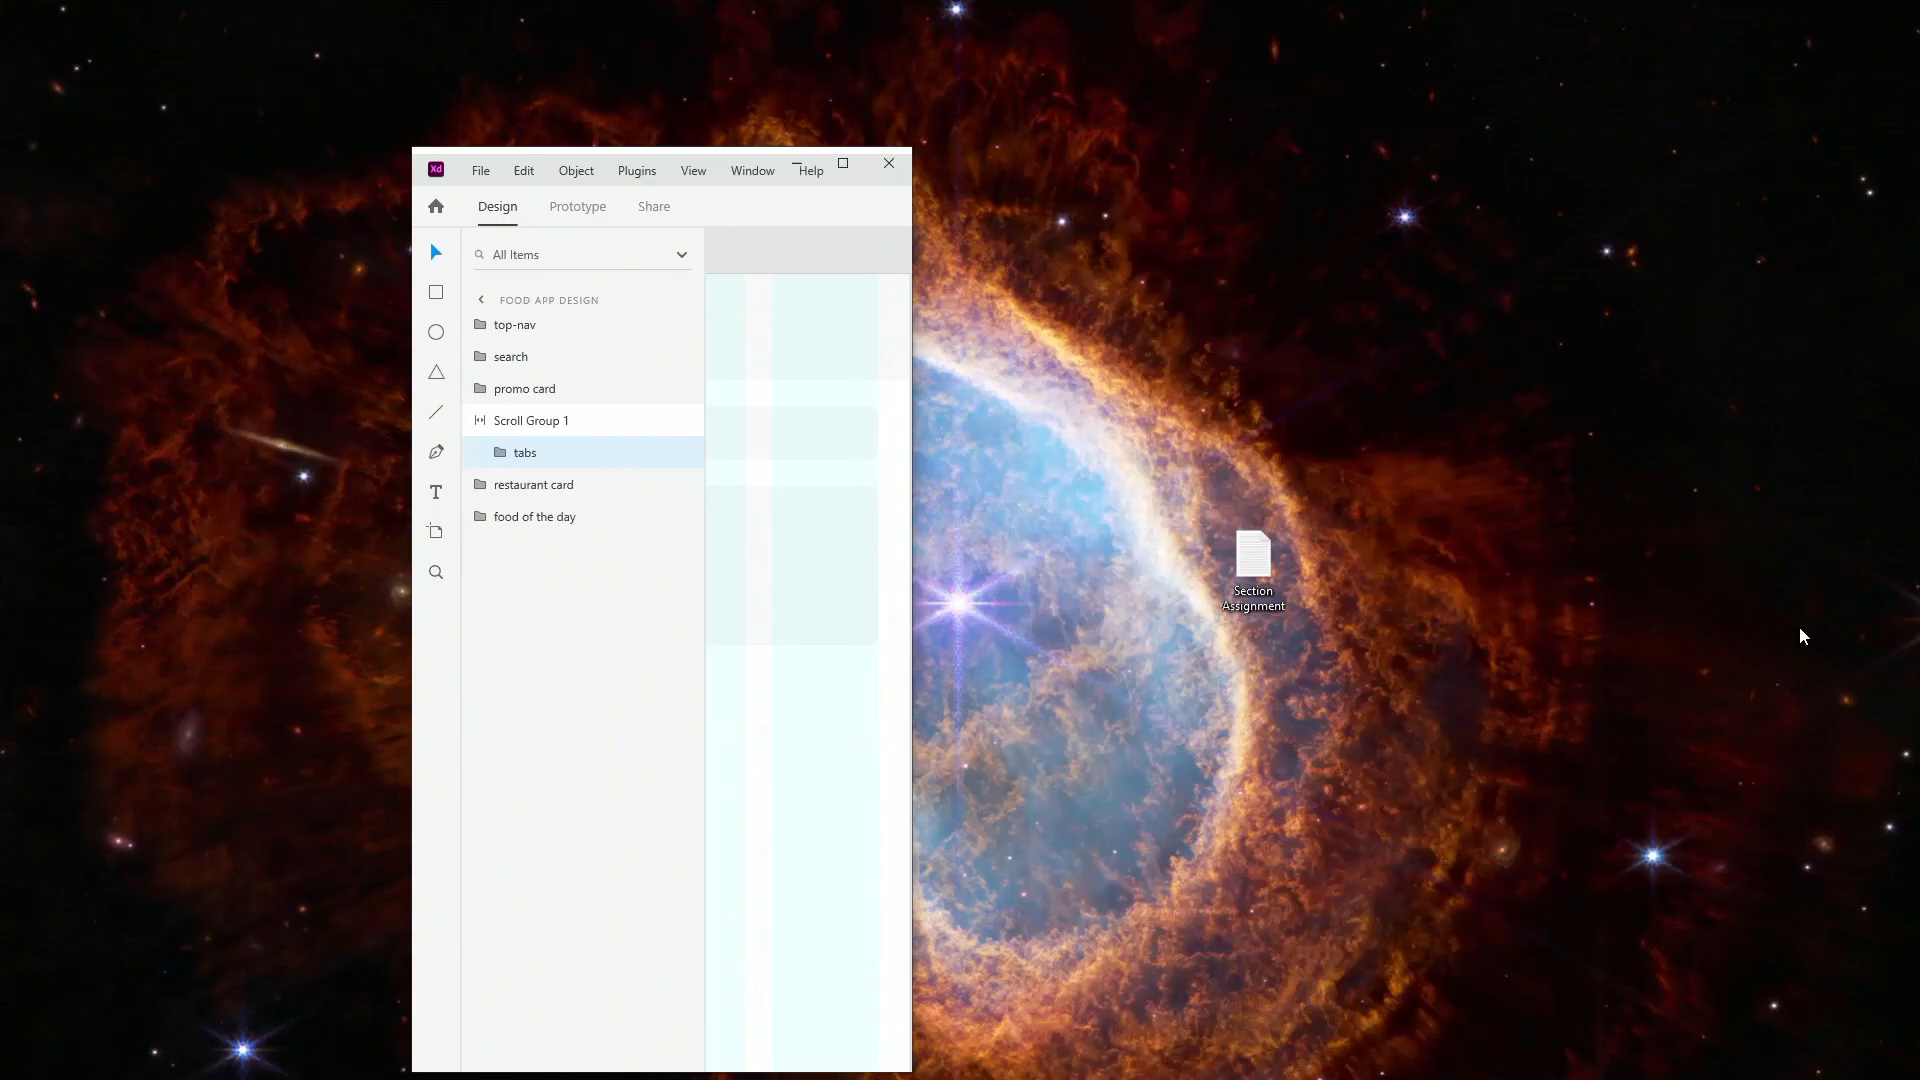 Xd
File Edit Object Plugins View Window Help
Design Prototype Share
All Items
FOOD APP DESIGN
top-nav
search
promo card
Scroll Group 1
tabs
restaurant card
food of the day
Section
Assignment